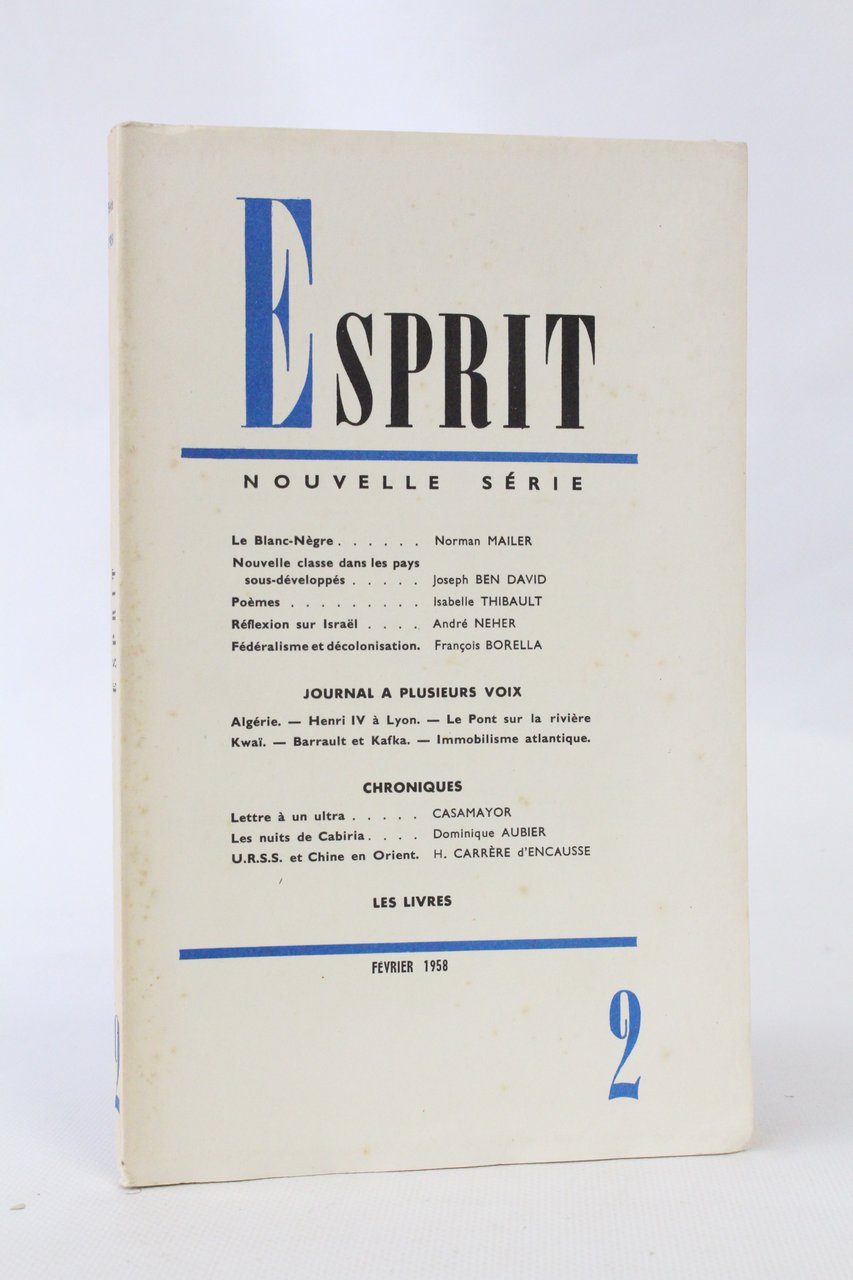 ESPRIT
NOUVELLE SÉRIE
Le Blanc-Nègre . . . . . . Norman MAILER
Nouvelle classe dans les pays
sous-développés . . . . . Joseph BEN DAVID
Poèmes . . . . . . . . . Isabelle THIBAULT
Réflexion sur Israël . . . . André NEHER
Fédéralisme et décolonisation. François BORELLA
JOURNAL A PLUSIEURS VOIX
Algérie. — Henri IV à Lyon. — Le Pont sur la rivière
Kwaï. — Barrault et Kafka. — Immobilisme atlantique.
CHRONIQUES
Lettre à un ultra . . . . . CASAMAYOR
Les nuits de Cabiria . . . . Dominique AUBIER
U.R.S.S. et Chine en Orient. H. CARRÈRE d'ENCAUSSE
LES LIVRES
FÉVRIER 1958
2
2